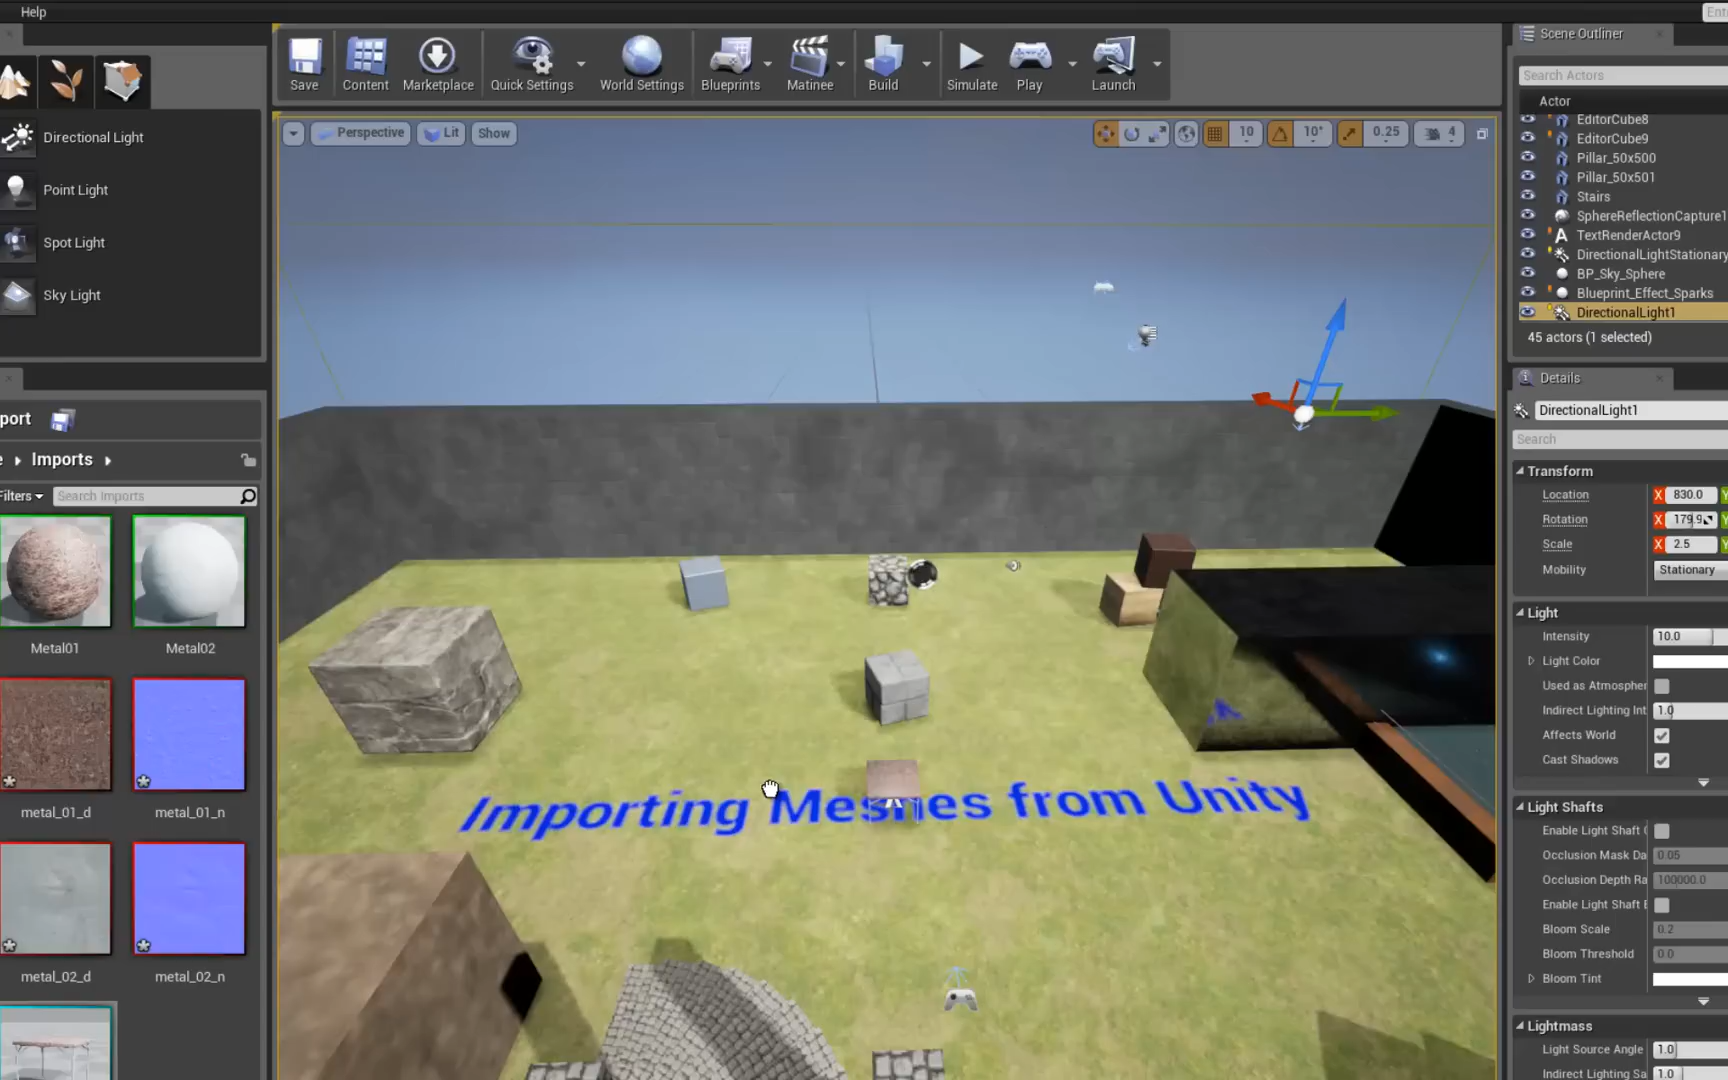 Help
Save
Content
Marketplace
Quick Settings
World Settings
Blueprints
Matinee
Build
Simulate
Play
Launch
Directional Light
Point Light
Spot Light
Sky Light
port
Imports
Filters
Search Imports
Metal01
Metal02
metal_01_d
metal_01_n
metal_02_d
metal_02_n
Perspective
Lit
Show
10
10°
0.25
4
Importing Meshes from Unity
Scene Outliner
Search Actors
Actor
EditorCube8
EditorCube9
Pillar_50x500
Pillar_50x501
Stairs
SphereReflectionCapture1
TextRenderActor9
DirectionalLightStationary
BP_Sky_Sphere
Blueprint_Effect_Sparks
DirectionalLight1
45 actors (1 selected)
Details
DirectionalLight1
Search
Transform
Location X 830.0
Rotation X 179.9
Scale X 2.5
Mobility Stationary
Light
Intensity 10.0
Light Color
Used as Atmospher
Indirect Lighting Int 1.0
Affects World
Cast Shadows
Light Shafts
Enable Light Shaft
Occlusion Mask Da 0.05
Occlusion Depth Ra 100000.0
Enable Light Shaft
Bloom Scale 0.2
Bloom Threshold 0.0
Bloom Tint
Lightmass
Light Source Angle 1.0
Indirect Lighting Sa 1.0